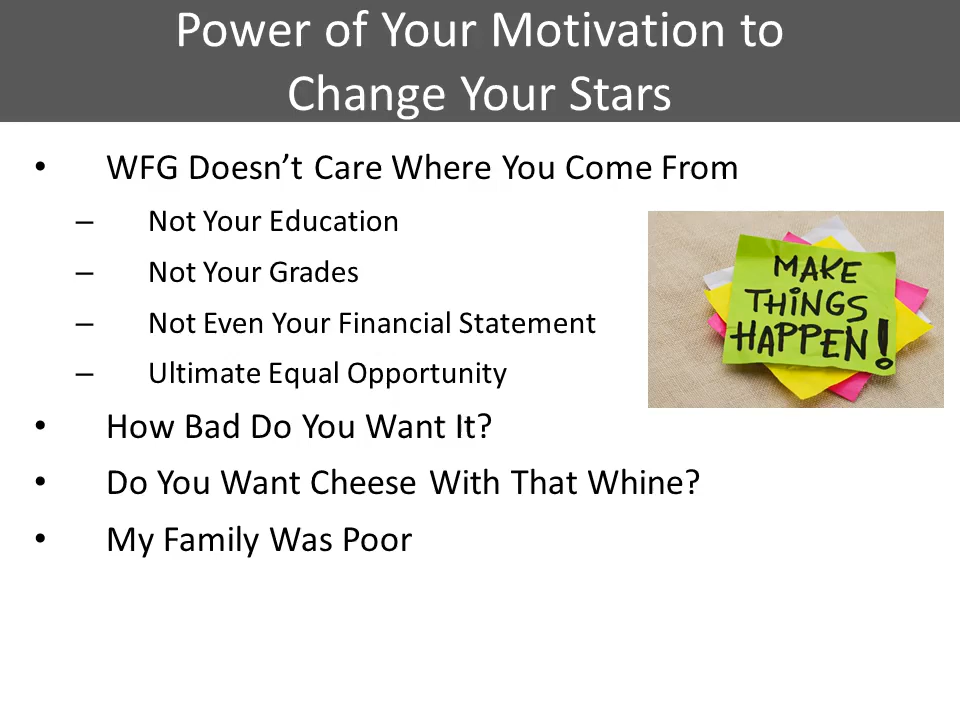 Power of Your Motivation to
Change Your Stars
• WFG Doesn’t Care Where You Come From
– Not Your Education
– Not Your Grades
– Not Even Your Financial Statement
– Ultimate Equal Opportunity
MAKE
THINGS
HAPPEN!
• How Bad Do You Want It?
• Do You Want Cheese With That Whine?
• My Family Was Poor